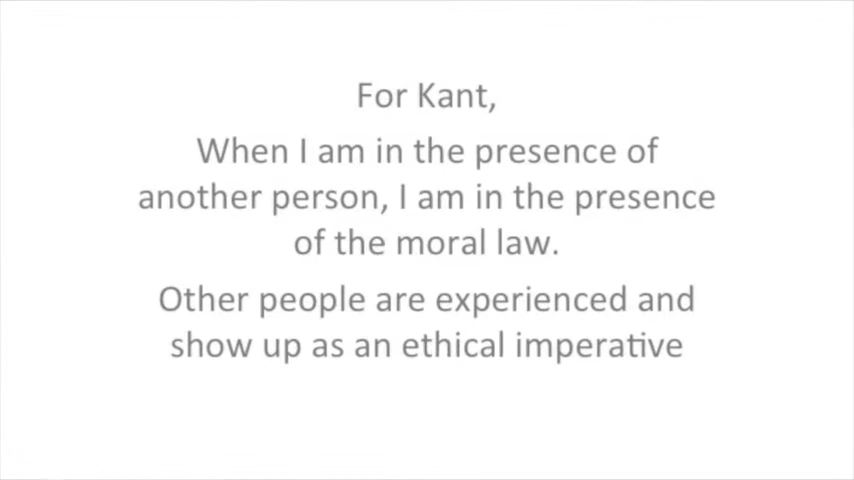 For Kant,
When I am in the presence of
another person, I am in the presence
of the moral law.
Other people are experienced and
show up as an ethical imperative